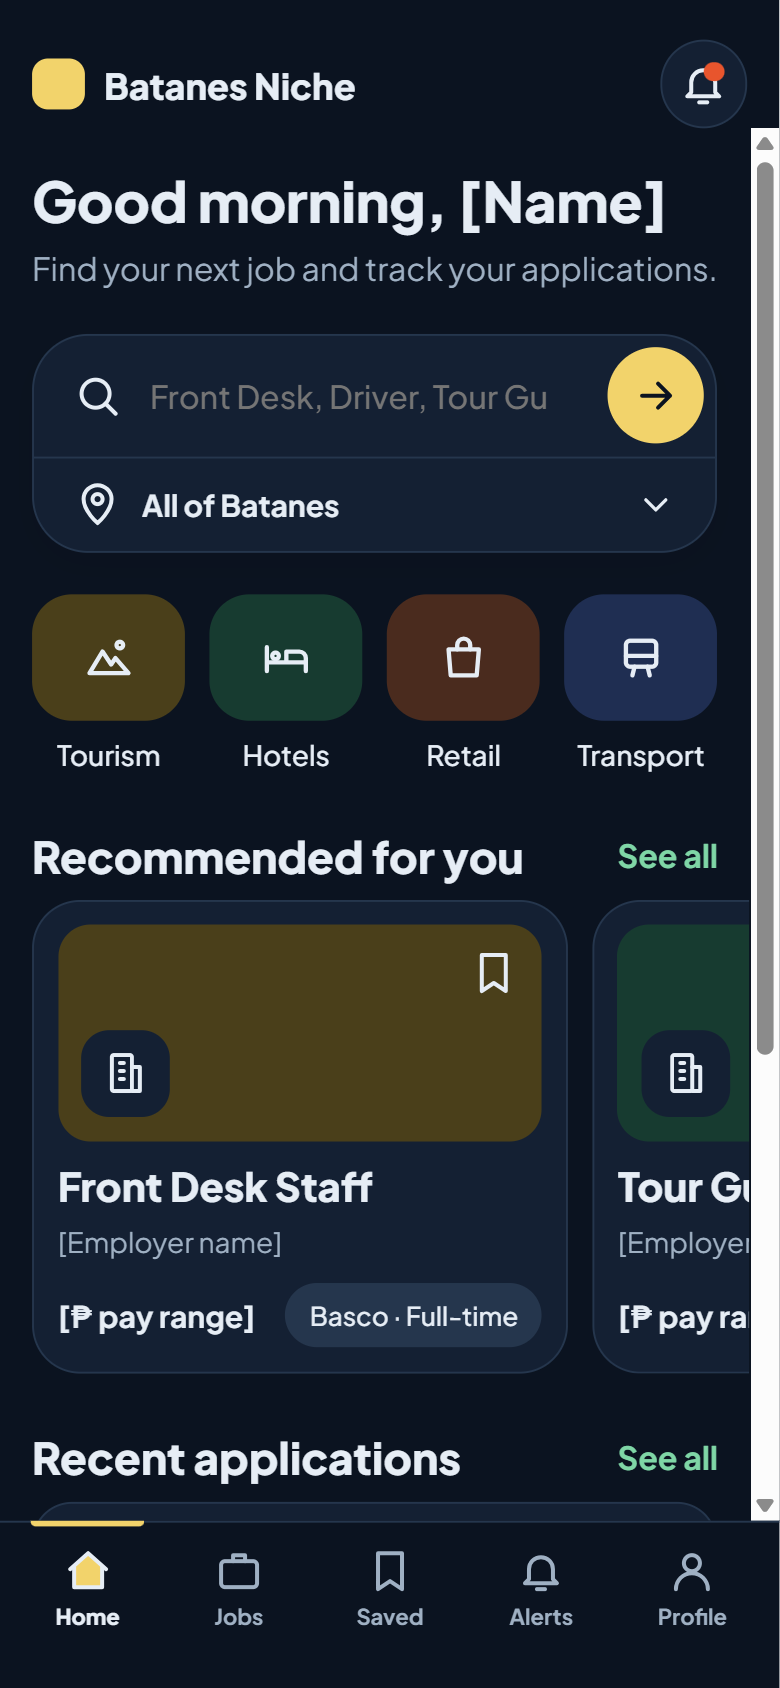 Batanes Niche
Good morning, [Name]
Find your next job and track your applications.
Front Desk, Driver, Tour Gu
All of Batanes
Tourism Hotels Retail Transport
Recommended for you See all
Front Desk Staff
[Employer name]
[₱ pay range] Basco · Full-time
Tour Gu
[Employer
[₱ pay ra
Recent applications See all
Home Jobs Saved Alerts Profile